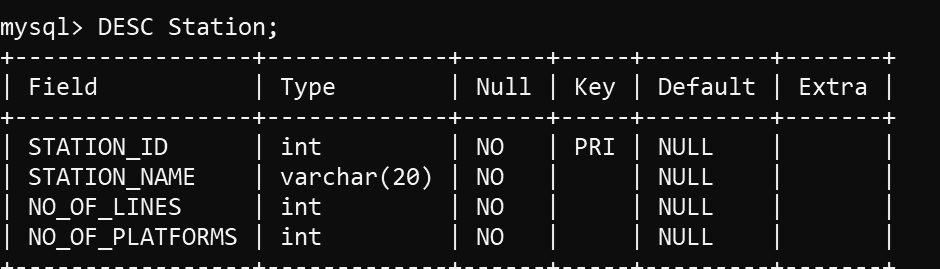 mysql> DESC Station;
+-----------------+-------------+------+-----+---------+-------+
| Field           | Type        | Null | Key | Default | Extra |
+-----------------+-------------+------+-----+---------+-------+
| STATION_ID      | int         | NO   | PRI | NULL    |       |
| STATION_NAME    | varchar(20) | NO   |     | NULL    |       |
| NO_OF_LINES     | int         | NO   |     | NULL    |       |
| NO_OF_PLATFORMS | int         | NO   |     | NULL    |       |
+-----------------+-------------+------+-----+---------+-------+